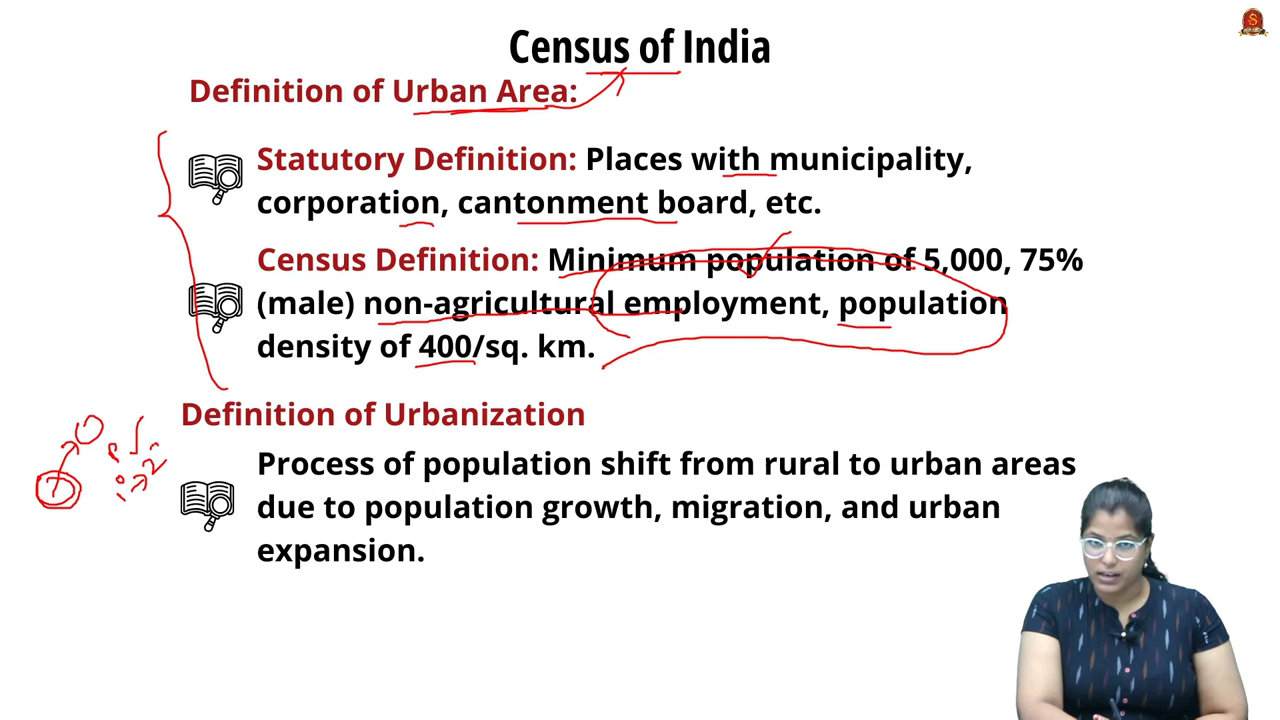 Census of India
Definition of Urban Area:
Statutory Definition: Places with municipality,
corporation, cantonment board, etc.
Census Definition: Minimum population of 5,000, 75%
(male) non-agricultural employment, population
density of 400/sq. km.
Definition of Urbanization
Process of population shift from rural to urban areas
due to population growth, migration, and urban
expansion.